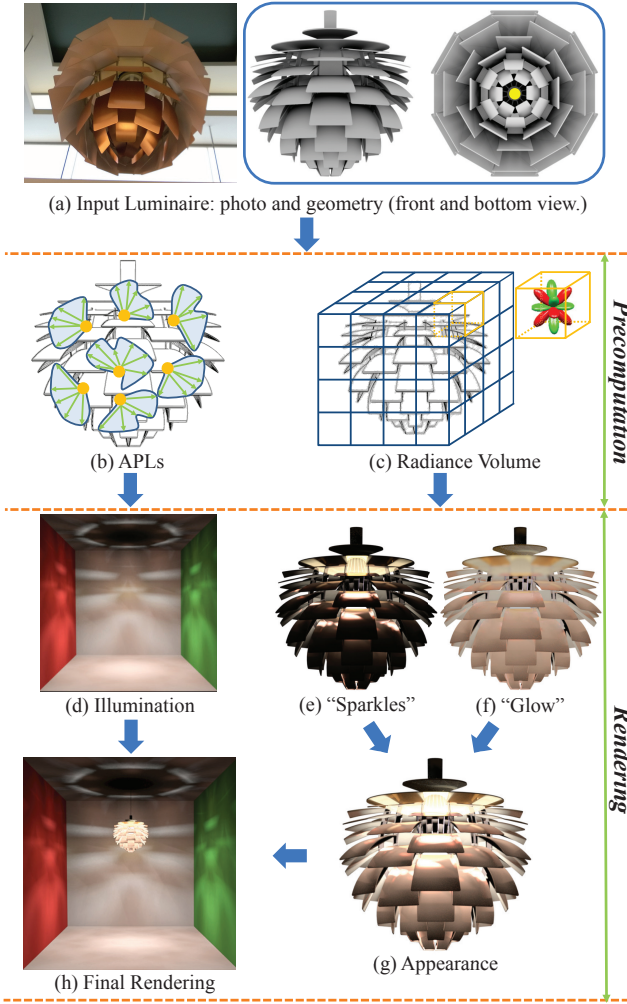 (a) Input Luminaire: photo and geometry (front and bottom view.)
(b) APLs
(c) Radiance Volume
Precomputation
(d) Illumination
(e) “Sparkles”
(f) “Glow”
Rendering
(g) Appearance
(h) Final Rendering